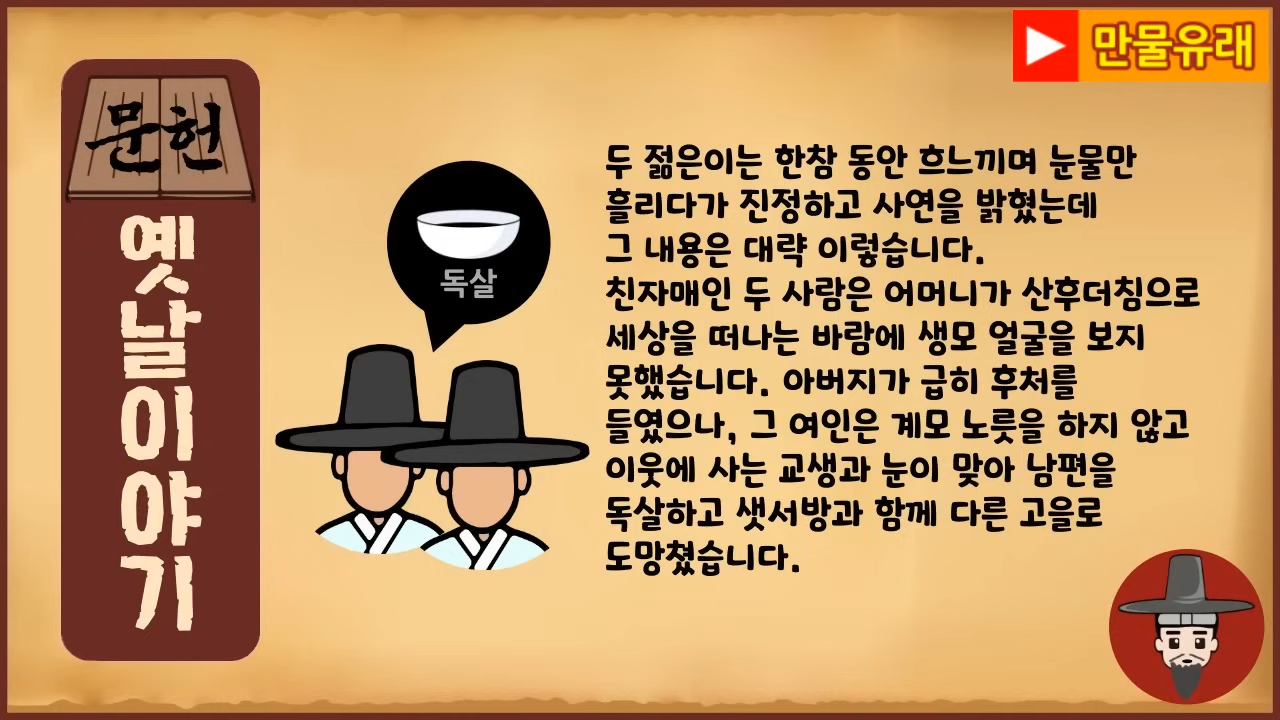 만물유래
문헌
옛날이야기
독살
두 젊은이는 한참 동안 흐느끼며 눈물만
흘리다가 진정하고 사연을 밝혔는데
그 내용은 대략 이렇습니다.
친자매인 두 사람은 어머니가 산후더침으로
세상을 떠나는 바람에 생모 얼굴을 보지
못했습니다. 아버지가 급히 후처를
들였으나, 그 여인은 계모 노릇을 하지 않고
이웃에 사는 교생과 눈이 맞아 남편을
독살하고 샛서방과 함께 다른 고을로
도망쳤습니다.